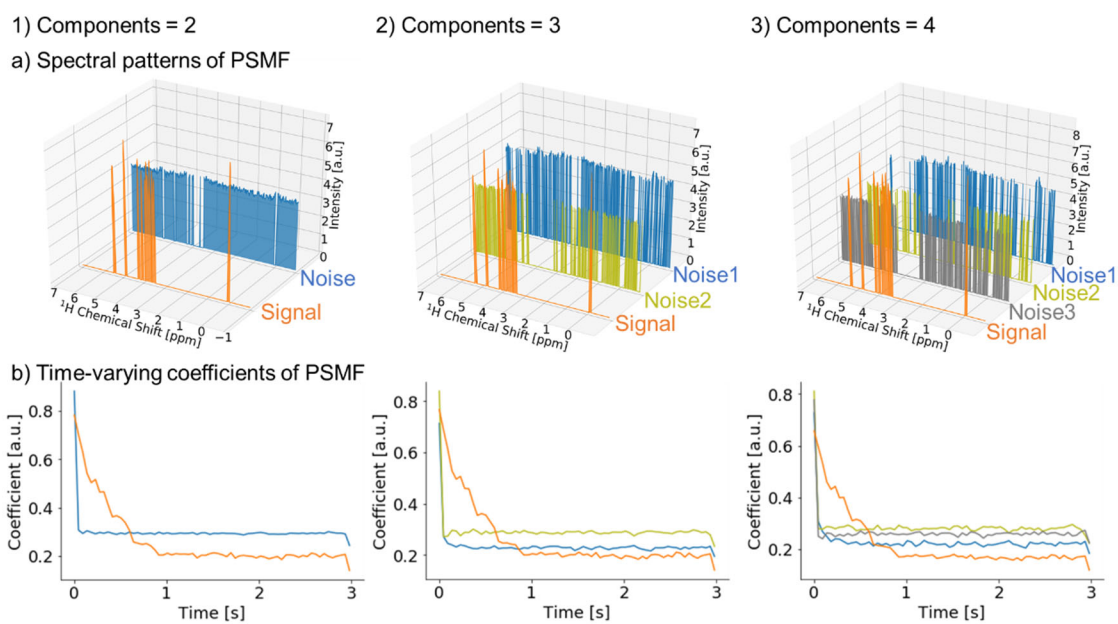 1) Components = 2
2) Components = 3
3) Components = 4
a) Spectral patterns of PSMF
7
6
5
4
3
2
1
0
Intensity [a.u.]
7 6 5 4 3 2 1 0 −1
¹H Chemical Shift [ppm]
Noise
Signal
7
6
5
4
3
2
1
0
Intensity [a.u.]
7 6 5 4 3 2 1 0
¹H Chemical Shift [ppm]
Noise1
Noise2
Signal
8
7
6
5
4
3
2
1
0
Intensity [a.u.]
7 6 5 4 3 2 1 0
¹H Chemical Shift [ppm]
Noise1
Noise2
Noise3
Signal
b) Time-varying coefficients of PSMF
Coefficient [a.u.]
0.8
0.6
0.4
0.2
0 1 2 3
Time [s]
Coefficient [a.u.]
0.8
0.6
0.4
0.2
0 1 2 3
Time [s]
Coefficient [a.u.]
0.8
0.6
0.4
0.2
0 1 2 3
Time [s]